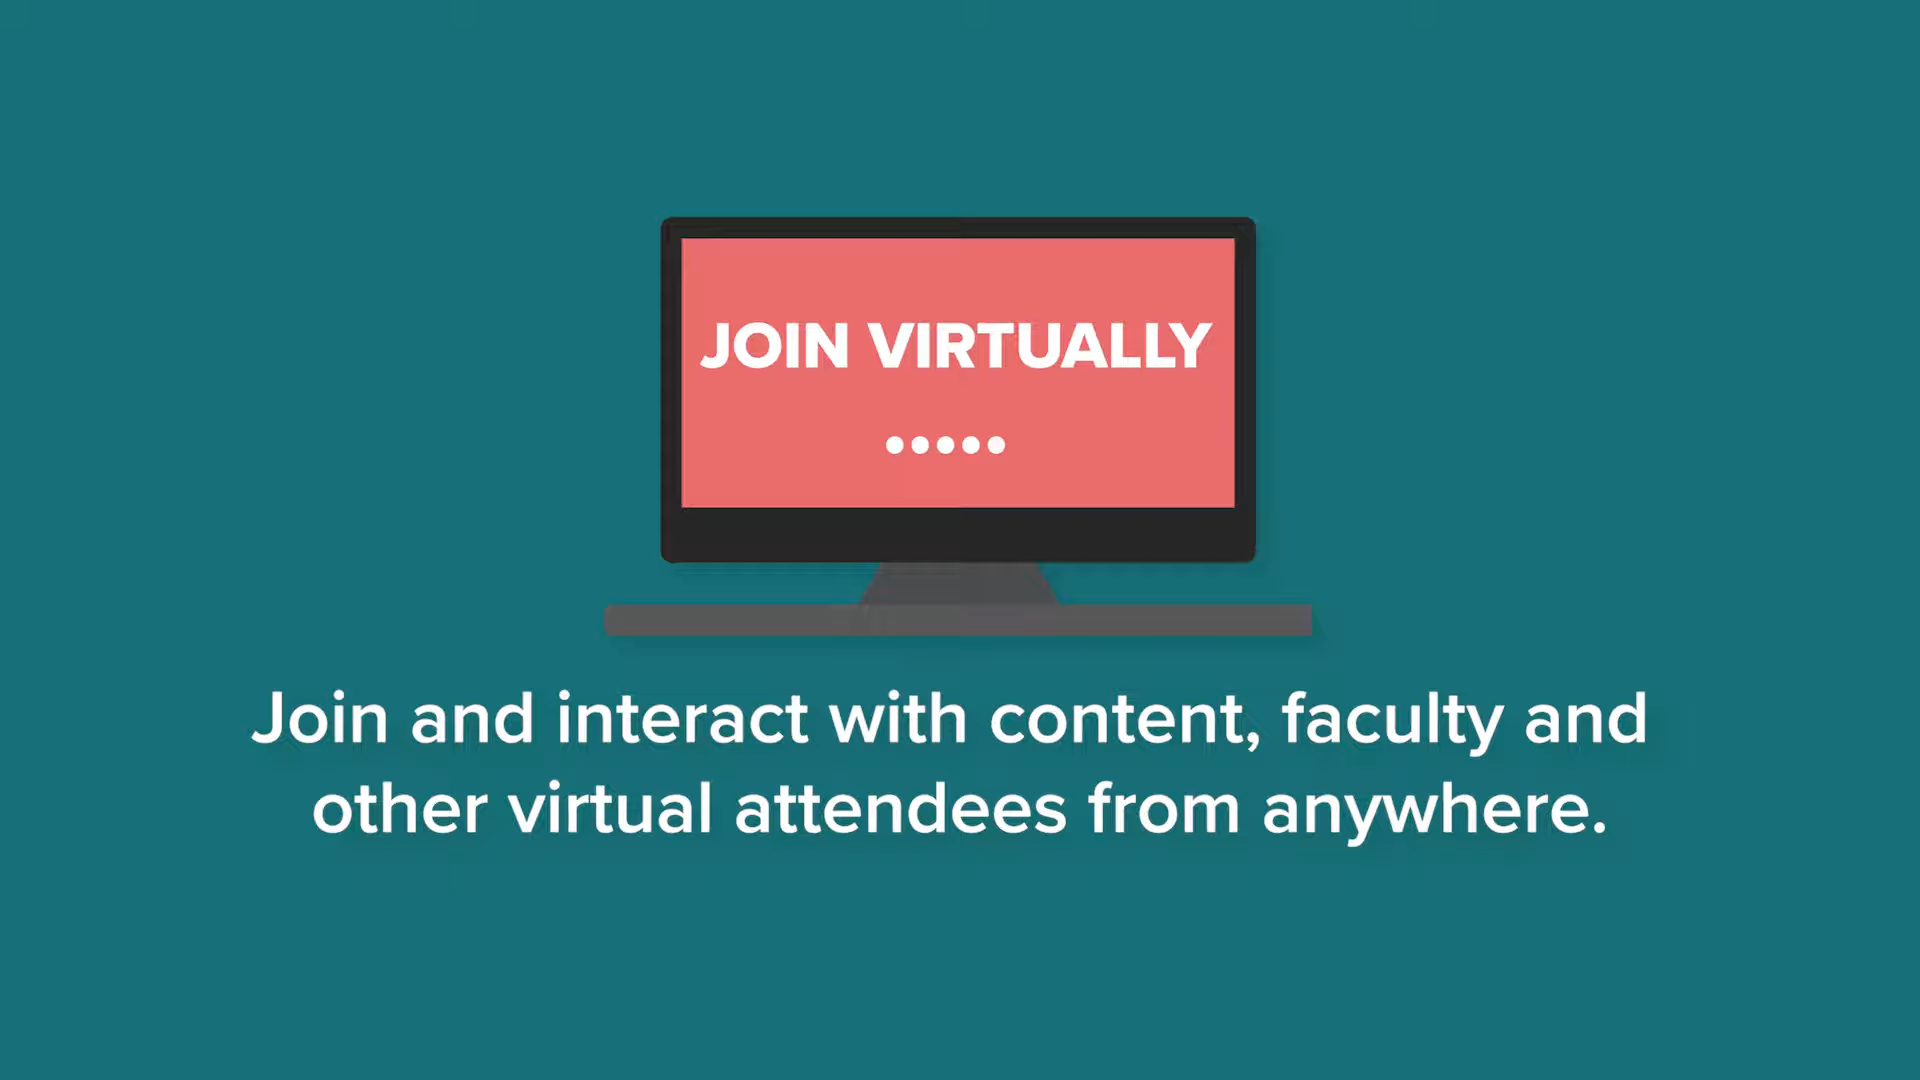 JOIN VIRTUALLY
Join and interact with content, faculty and
other virtual attendees from anywhere.